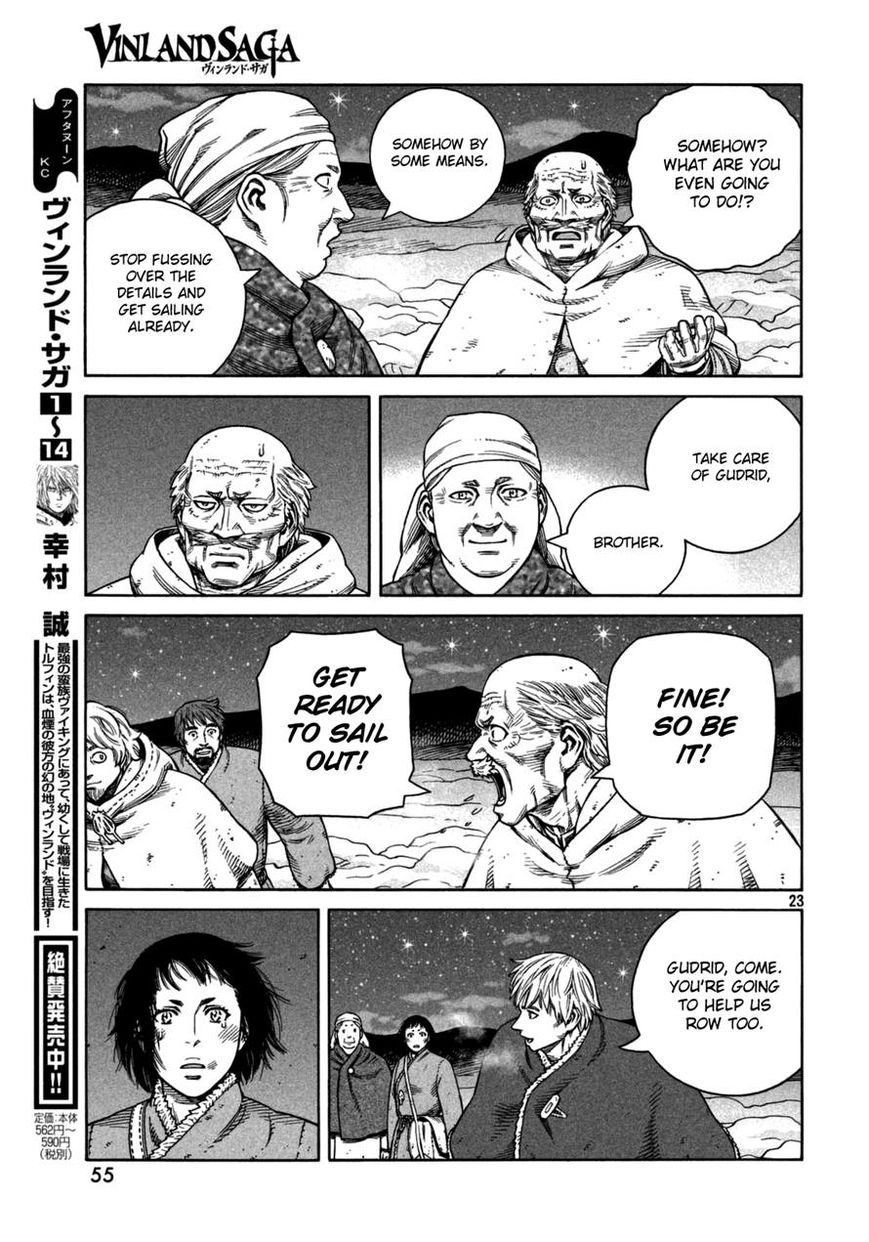 VINLAND SAGA
ヴィンランド・サガ
SOMEHOW?
WHAT ARE YOU
EVEN GOING
TO DO!?
SOMEHOW BY
SOME MEANS.
STOP FUSSING
OVER THE
DETAILS AND
GET SAILING
ALREADY.
TAKE CARE
OF GUDRID,
BROTHER.
FINE!
SO BE
IT!
GET
READY
TO SAIL
OUT!
23
GUDRID, COME.
YOU'RE GOING
TO HELP US
ROW TOO.
アフタヌーン
KC
ヴィンランド・サガ
1
〜
14
幸村 誠
最強の蛮族ヴァイキングにあって、幼くして戦場に生きた
トルフィンは、血煙の彼方の幻の地“ヴィンランド”を目指す!
絶賛発売中!!
定価:本体
562円〜
590円
(税別)
55